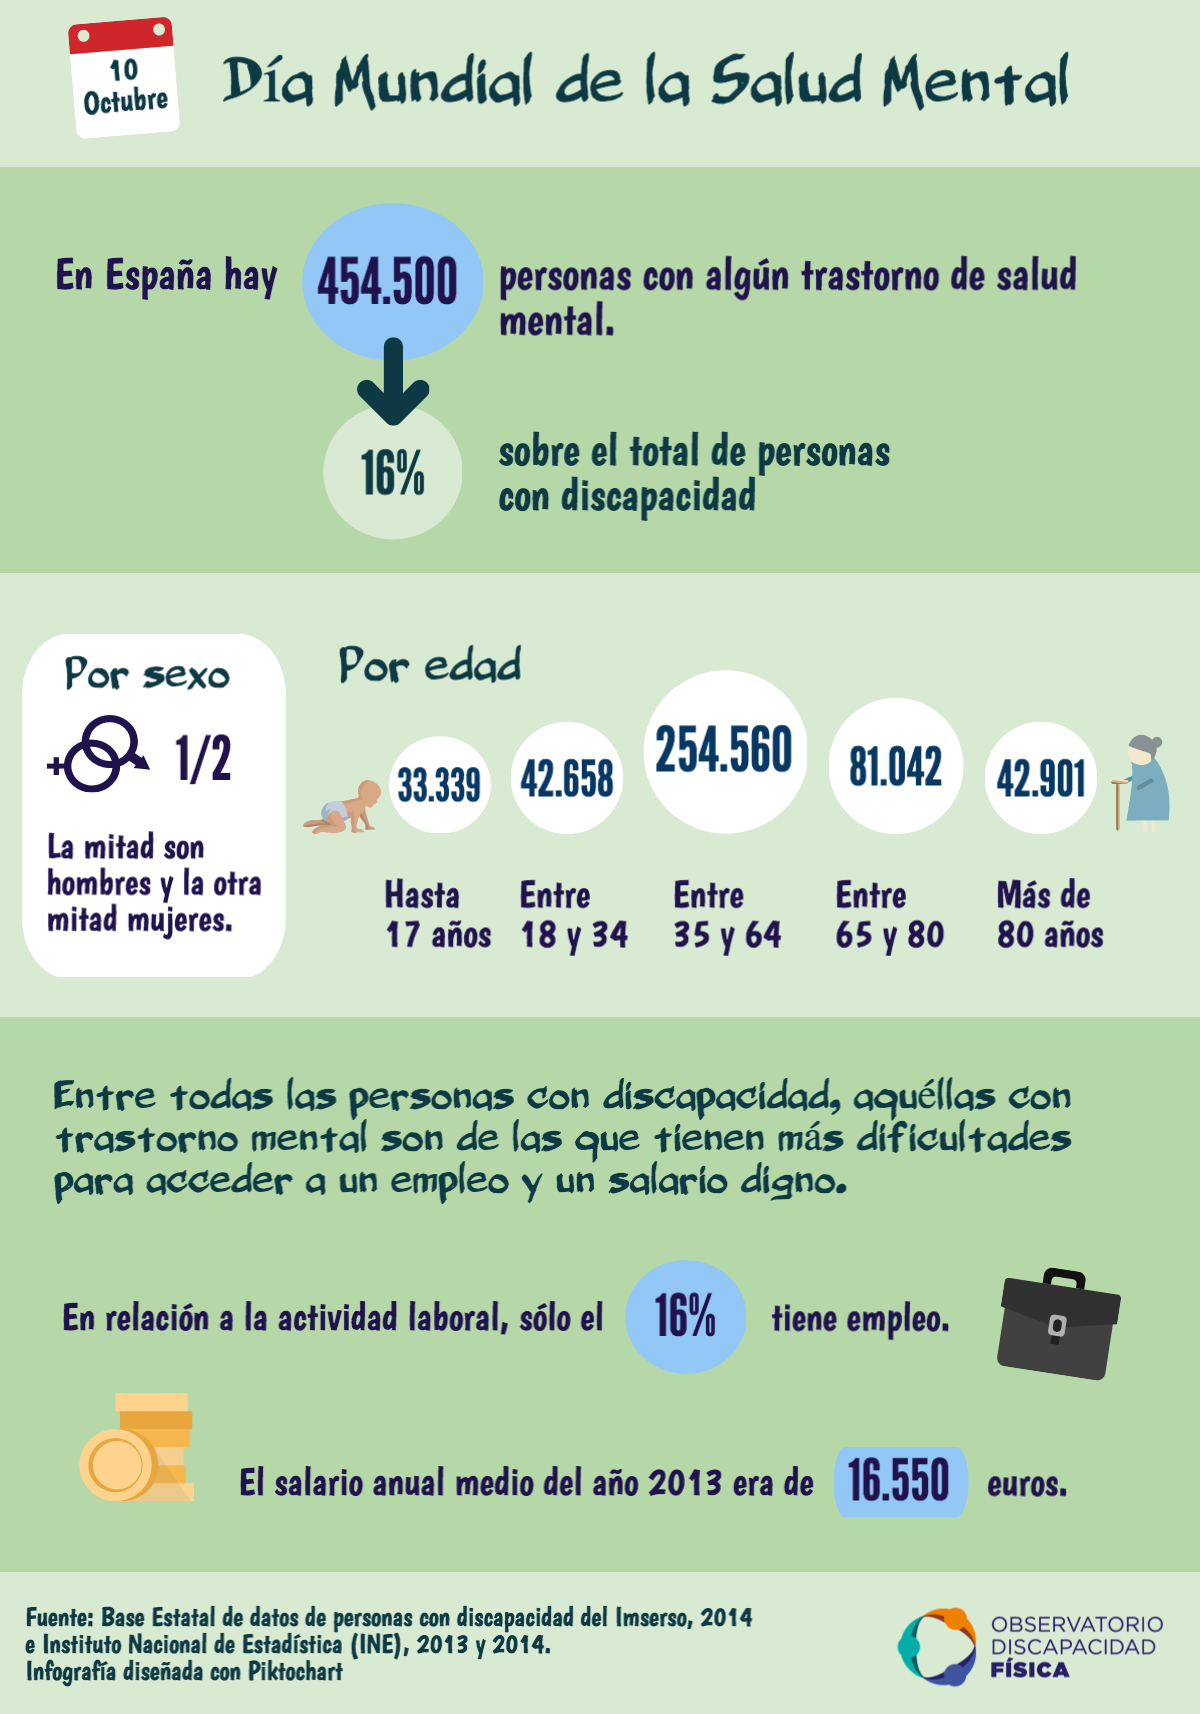 10
Octubre
Día Mundial de la Salud Mental
En España hay
454.500
personas con algún trastorno de salud
mental.
16%
sobre el total de personas
con discapacidad
Por sexo
1/2
La mitad son
hombres y la otra
mitad mujeres.
Por edad
33.339
42.658
254.560
81.042
42.901
Hasta
17 años
Entre
18 y 34
Entre
35 y 64
Entre
65 y 80
Más de
80 años
Entre todas las personas con discapacidad, aquéllas con
trastorno mental son de las que tienen más dificultades
para acceder a un empleo y un salario digno.
En relación a la actividad laboral, sólo el
16%
tiene empleo.
El salario anual medio del año 2013 era de
16.550
euros.
Fuente: Base Estatal de datos de personas con discapacidad del Imserso, 2014
e Instituto Nacional de Estadística (INE), 2013 y 2014.
Infografía diseñada con Piktochart
OBSERVATORIO
DISCAPACIDAD
FÍSICA